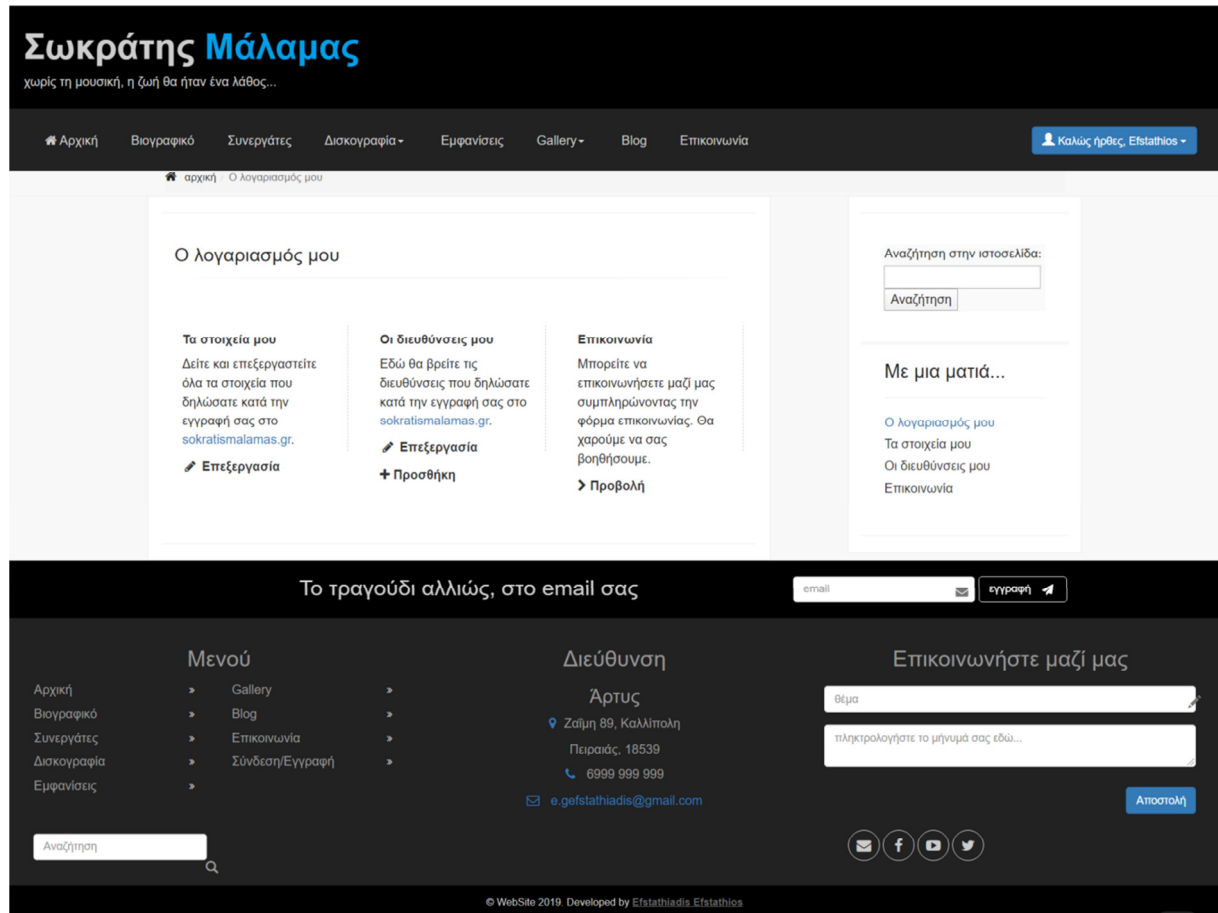 Σωκράτης Μάλαμας
χωρίς τη μουσική, η ζωή θα ήταν ένα λάθος...
Αρχική Βιογραφικό Συνεργάτες Δισκογραφία Εμφανίσεις Gallery Blog Επικοινωνία Καλώς ήρθες, Efstathios
αρχική / Ο λογαριασμός μου
Ο λογαριασμός μου
Τα στοιχεία μου
Δείτε και επεξεργαστείτε
όλα τα στοιχεία που
δηλώσατε κατά την
εγγραφή σας στο
sokratismalamas.gr.
Επεξεργασία
Οι διευθύνσεις μου
Εδώ θα βρείτε τις
διευθύνσεις που δηλώσατε
κατά την εγγραφή σας στο
sokratismalamas.gr.
Επεξεργασία
Προσθήκη
Επικοινωνία
Μπορείτε να
επικοινωνήσετε μαζί μας
συμπληρώνοντας την
φόρμα επικοινωνίας. Θα
χαρούμε να σας
βοηθήσουμε.
Προβολή
Αναζήτηση στην ιστοσελίδα:
Αναζήτηση
Με μια ματιά...
Ο λογαριασμός μου
Τα στοιχεία μου
Οι διευθύνσεις μου
Επικοινωνία
Το τραγούδι αλλιώς, στο email σας
email
εγγραφή
Μενού
Αρχική » Gallery »
Βιογραφικό » Blog »
Συνεργάτες » Επικοινωνία »
Δισκογραφία » Σύνδεση/Εγγραφή »
Εμφανίσεις »
Αναζήτηση
Διεύθυνση
Άρτυς
Ζαΐμη 89, Καλλίπολη
Πειραιάς, 18539
6999 999 999
e.gefstathiadis@gmail.com
Επικοινωνήστε μαζί μας
θέμα
πληκτρολογήστε το μήνυμά σας εδώ...
Αποστολή
© WebSite 2019. Developed by Efstathiadis Efstathios